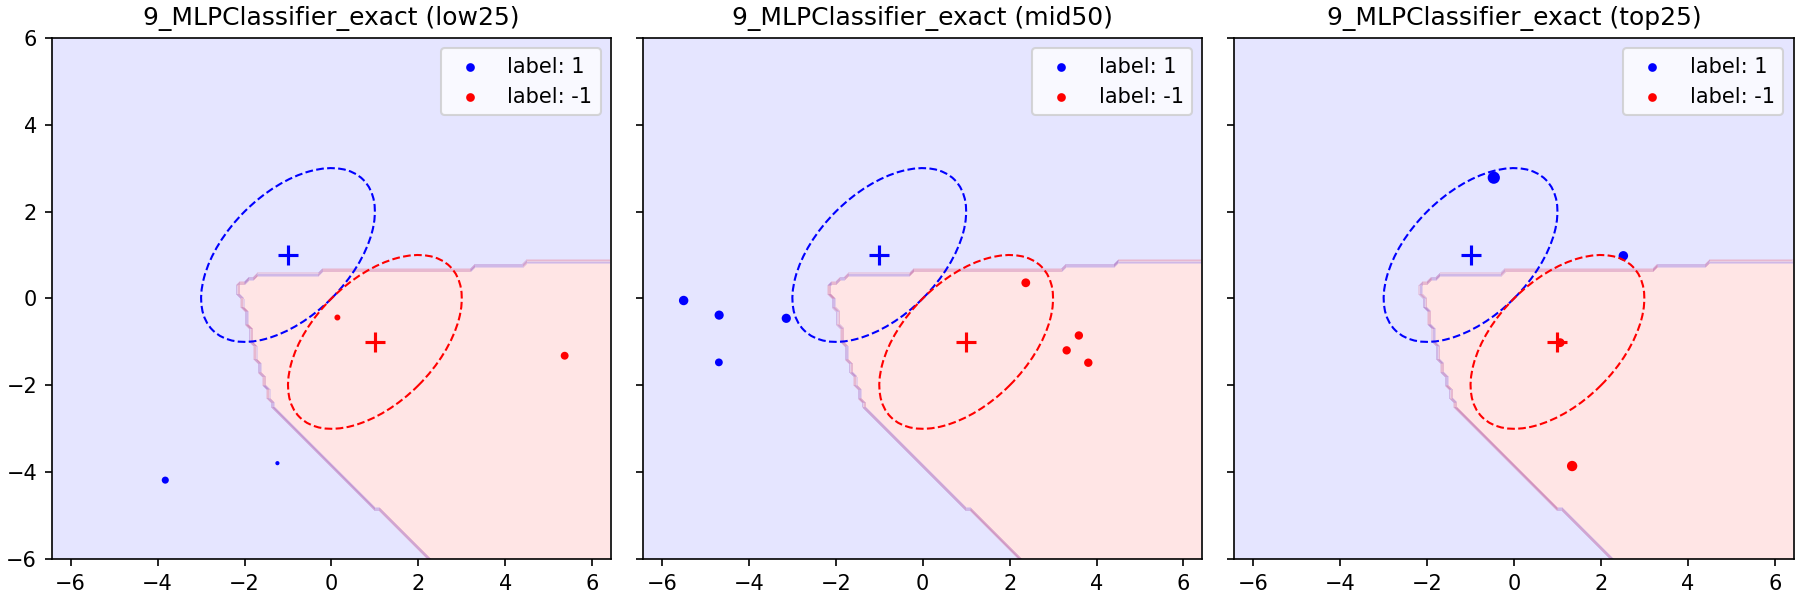 9_MLPClassifier_exact (low25)
9_MLPClassifier_exact (mid50)
9_MLPClassifier_exact (top25)
label: 1
label: -1
label: 1
label: -1
label: 1
label: -1
6
4
2
0
−2
−4
−6
−6 −4 −2 0 2 4 6
−6 −4 −2 0 2 4 6
−6 −4 −2 0 2 4 6